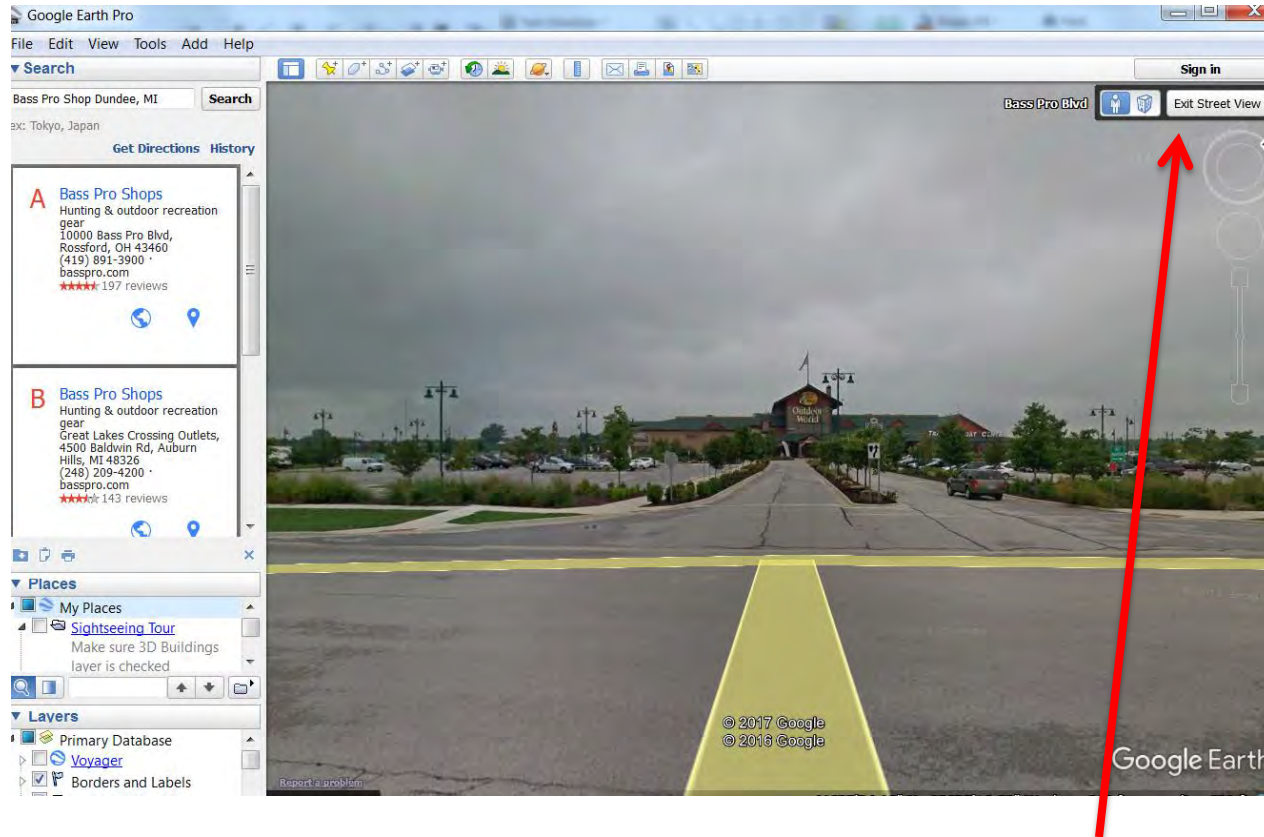 Google Earth Pro
File Edit View Tools Add Help
Search
Sign in
Bass Pro Shop Dundee, MI Search
ex: Tokyo, Japan
Get Directions History
Bass Pro Blvd Exit Street View
A Bass Pro Shops
Hunting & outdoor recreation
gear
10000 Bass Pro Blvd,
Rossford, OH 43460
(419) 891-3900 ·
basspro.com
197 reviews
B Bass Pro Shops
Hunting & outdoor recreation
gear
Great Lakes Crossing Outlets,
4500 Baldwin Rd, Auburn
Hills, MI 48326
(248) 209-4200 ·
basspro.com
143 reviews
Outdoor
World
Places
My Places
Sightseeing Tour
Make sure 3D Buildings
layer is checked
Layers
Primary Database
Voyager
Borders and Labels
© 2017 Google
© 2016 Google
Report a problem
Google Earth